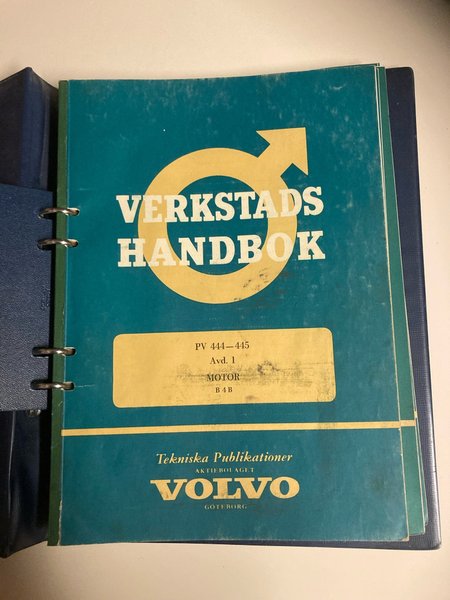 VERKSTADS
HANDBOK
PV 444—445
Avd. 1
MOTOR
B 4 B
Tekniska Publikationer
AKTIEBOLAGET
VOLVO
GÖTEBORG